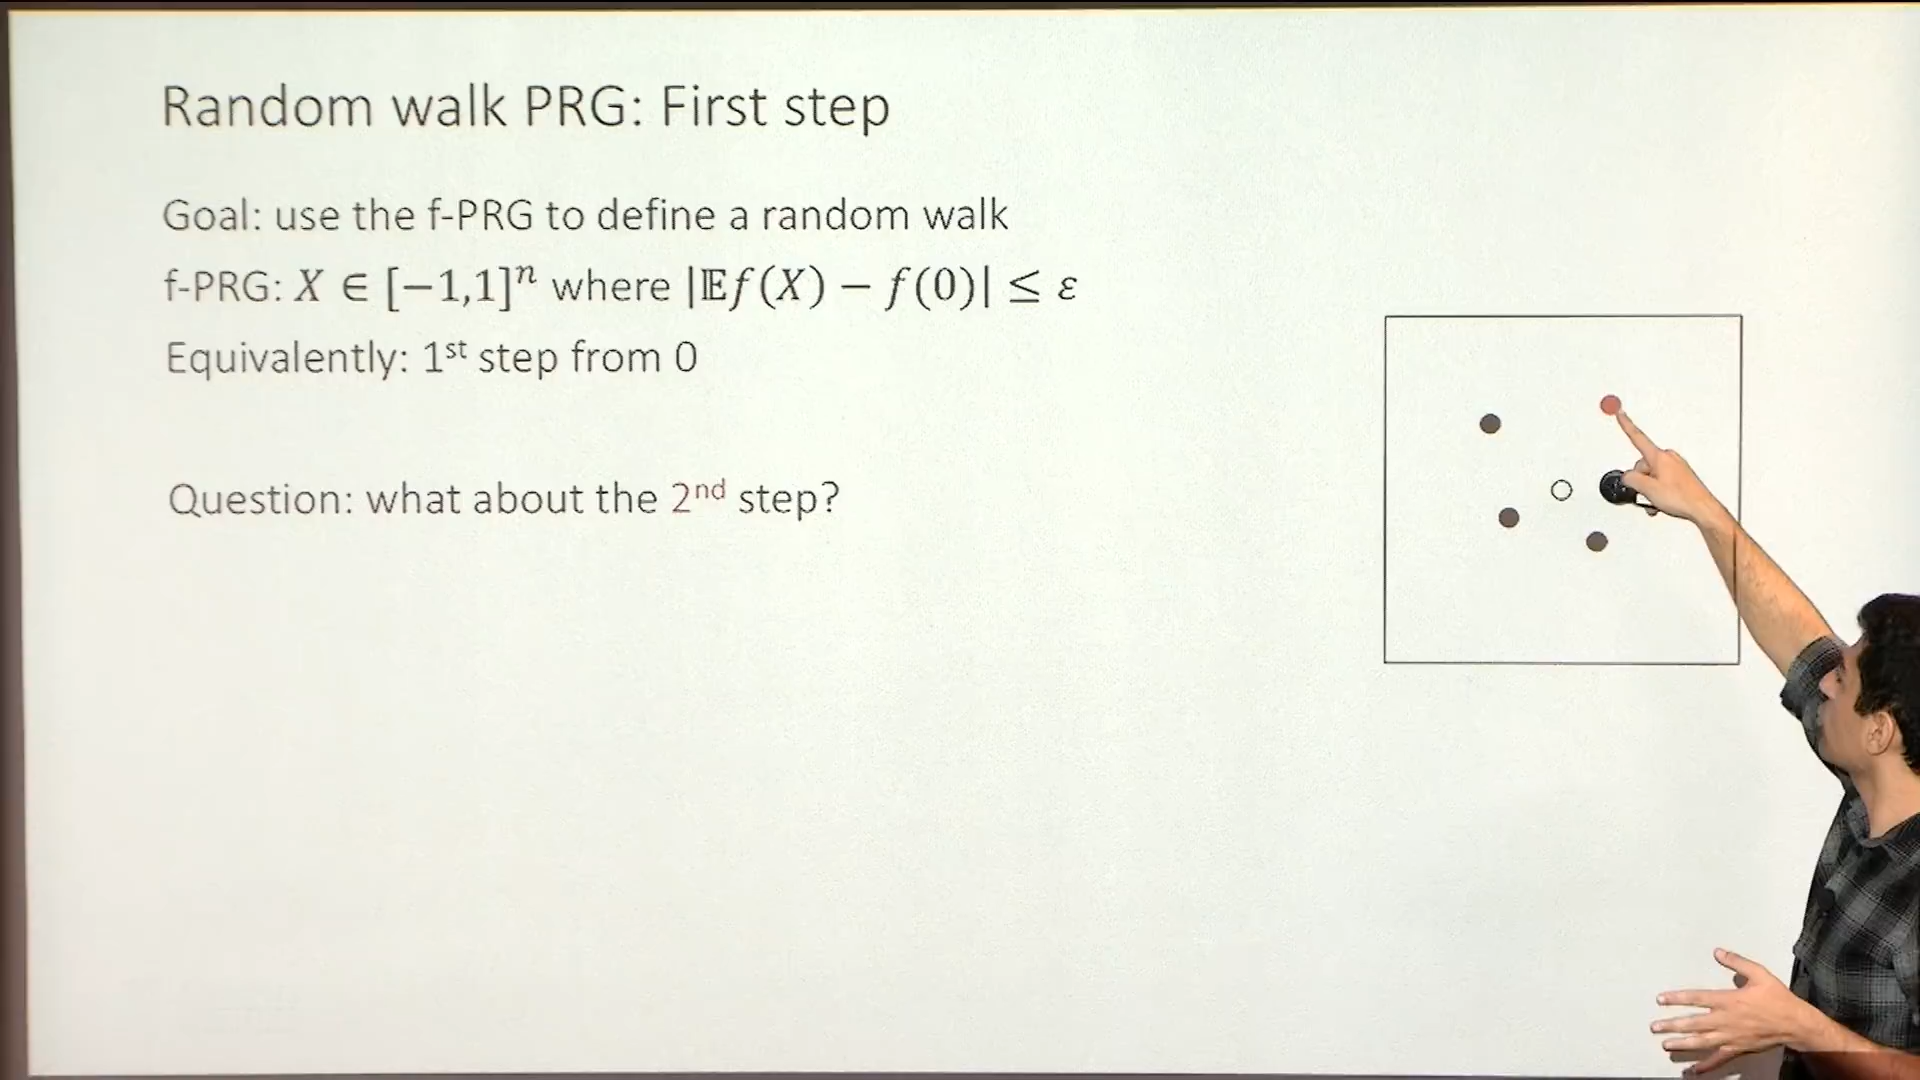 Random walk PRG: First step
Goal: use the f-PRG to define a random walk
f-PRG: X ∈ [−1,1]ⁿ where |𝔼f(X) − f(0)| ≤ ε
Equivalently: 1ˢᵗ step from 0
Question: what about the 2ⁿᵈ step?